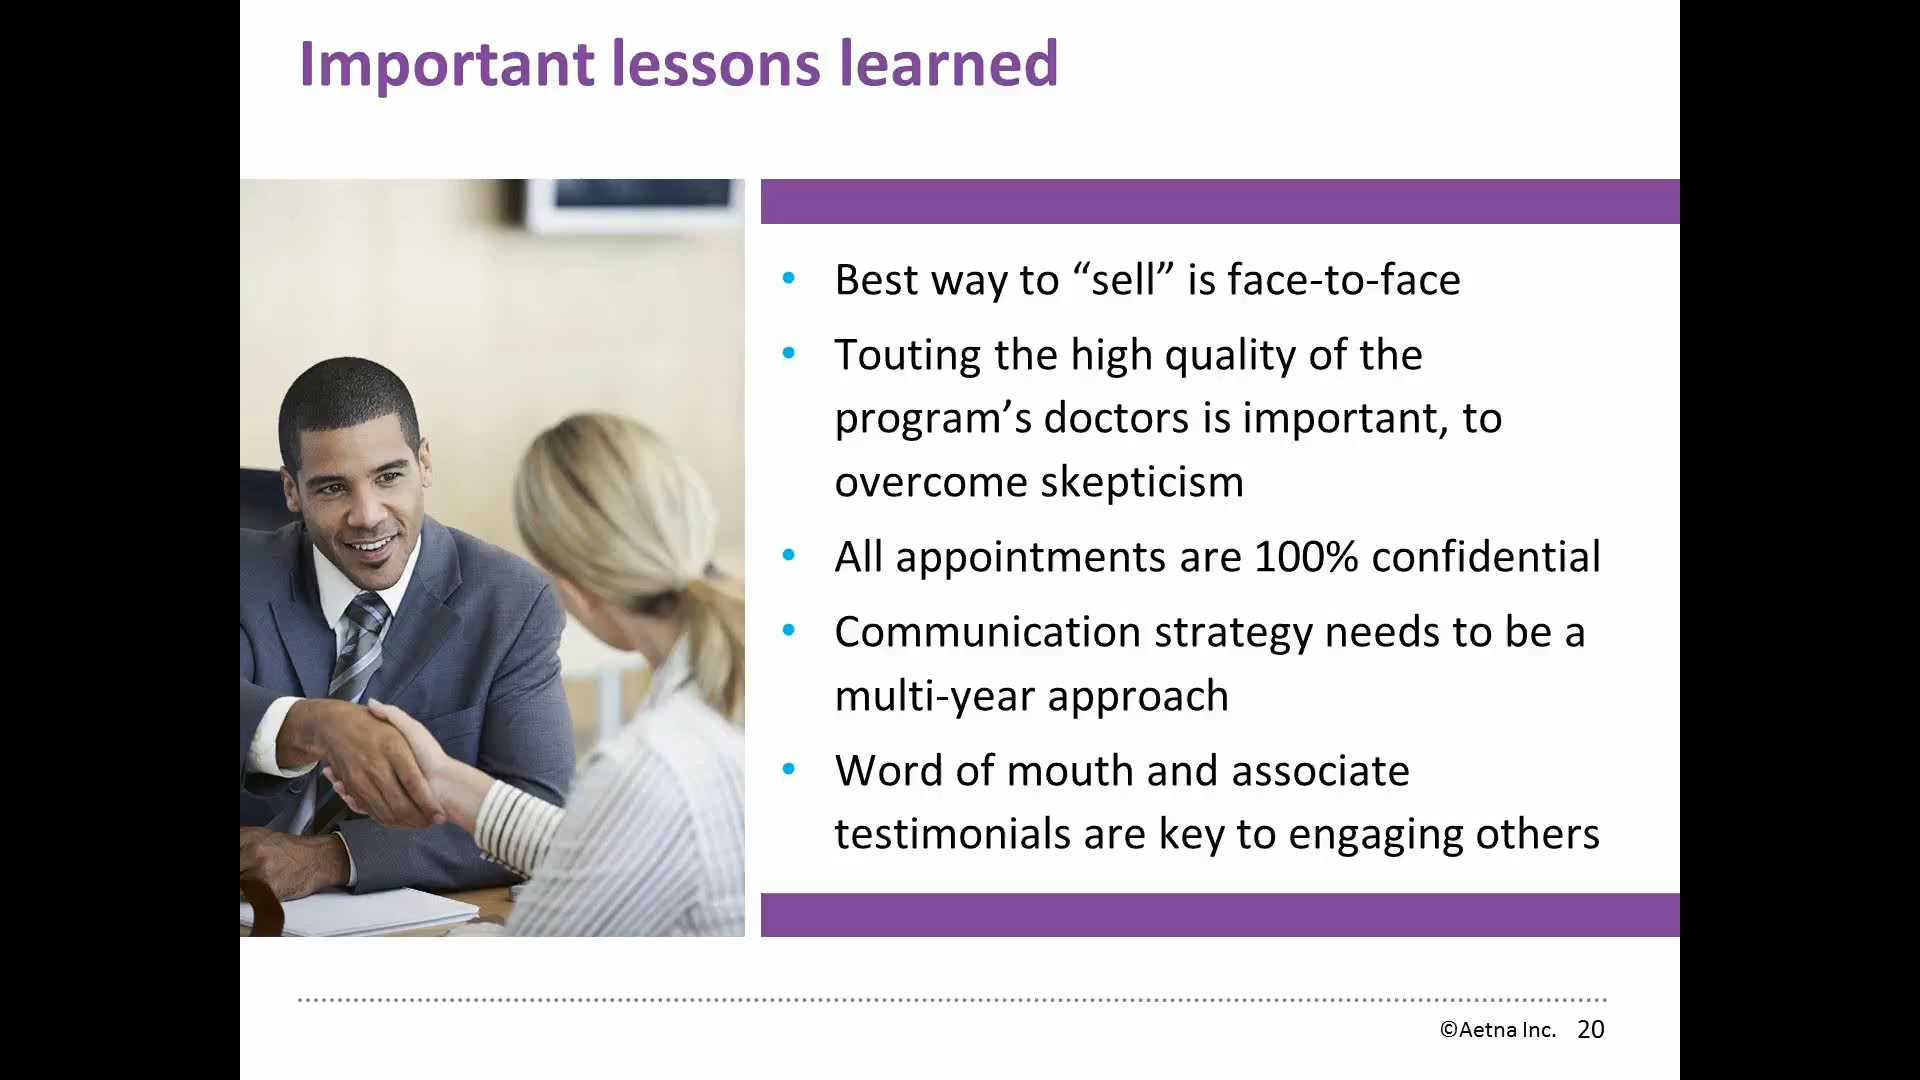 Important lessons learned
• Best way to “sell” is face-to-face
• Touting the high quality of the
program’s doctors is important, to
overcome skepticism
• All appointments are 100% confidential
• Communication strategy needs to be a
multi-year approach
• Word of mouth and associate
testimonials are key to engaging others
©Aetna Inc. 20